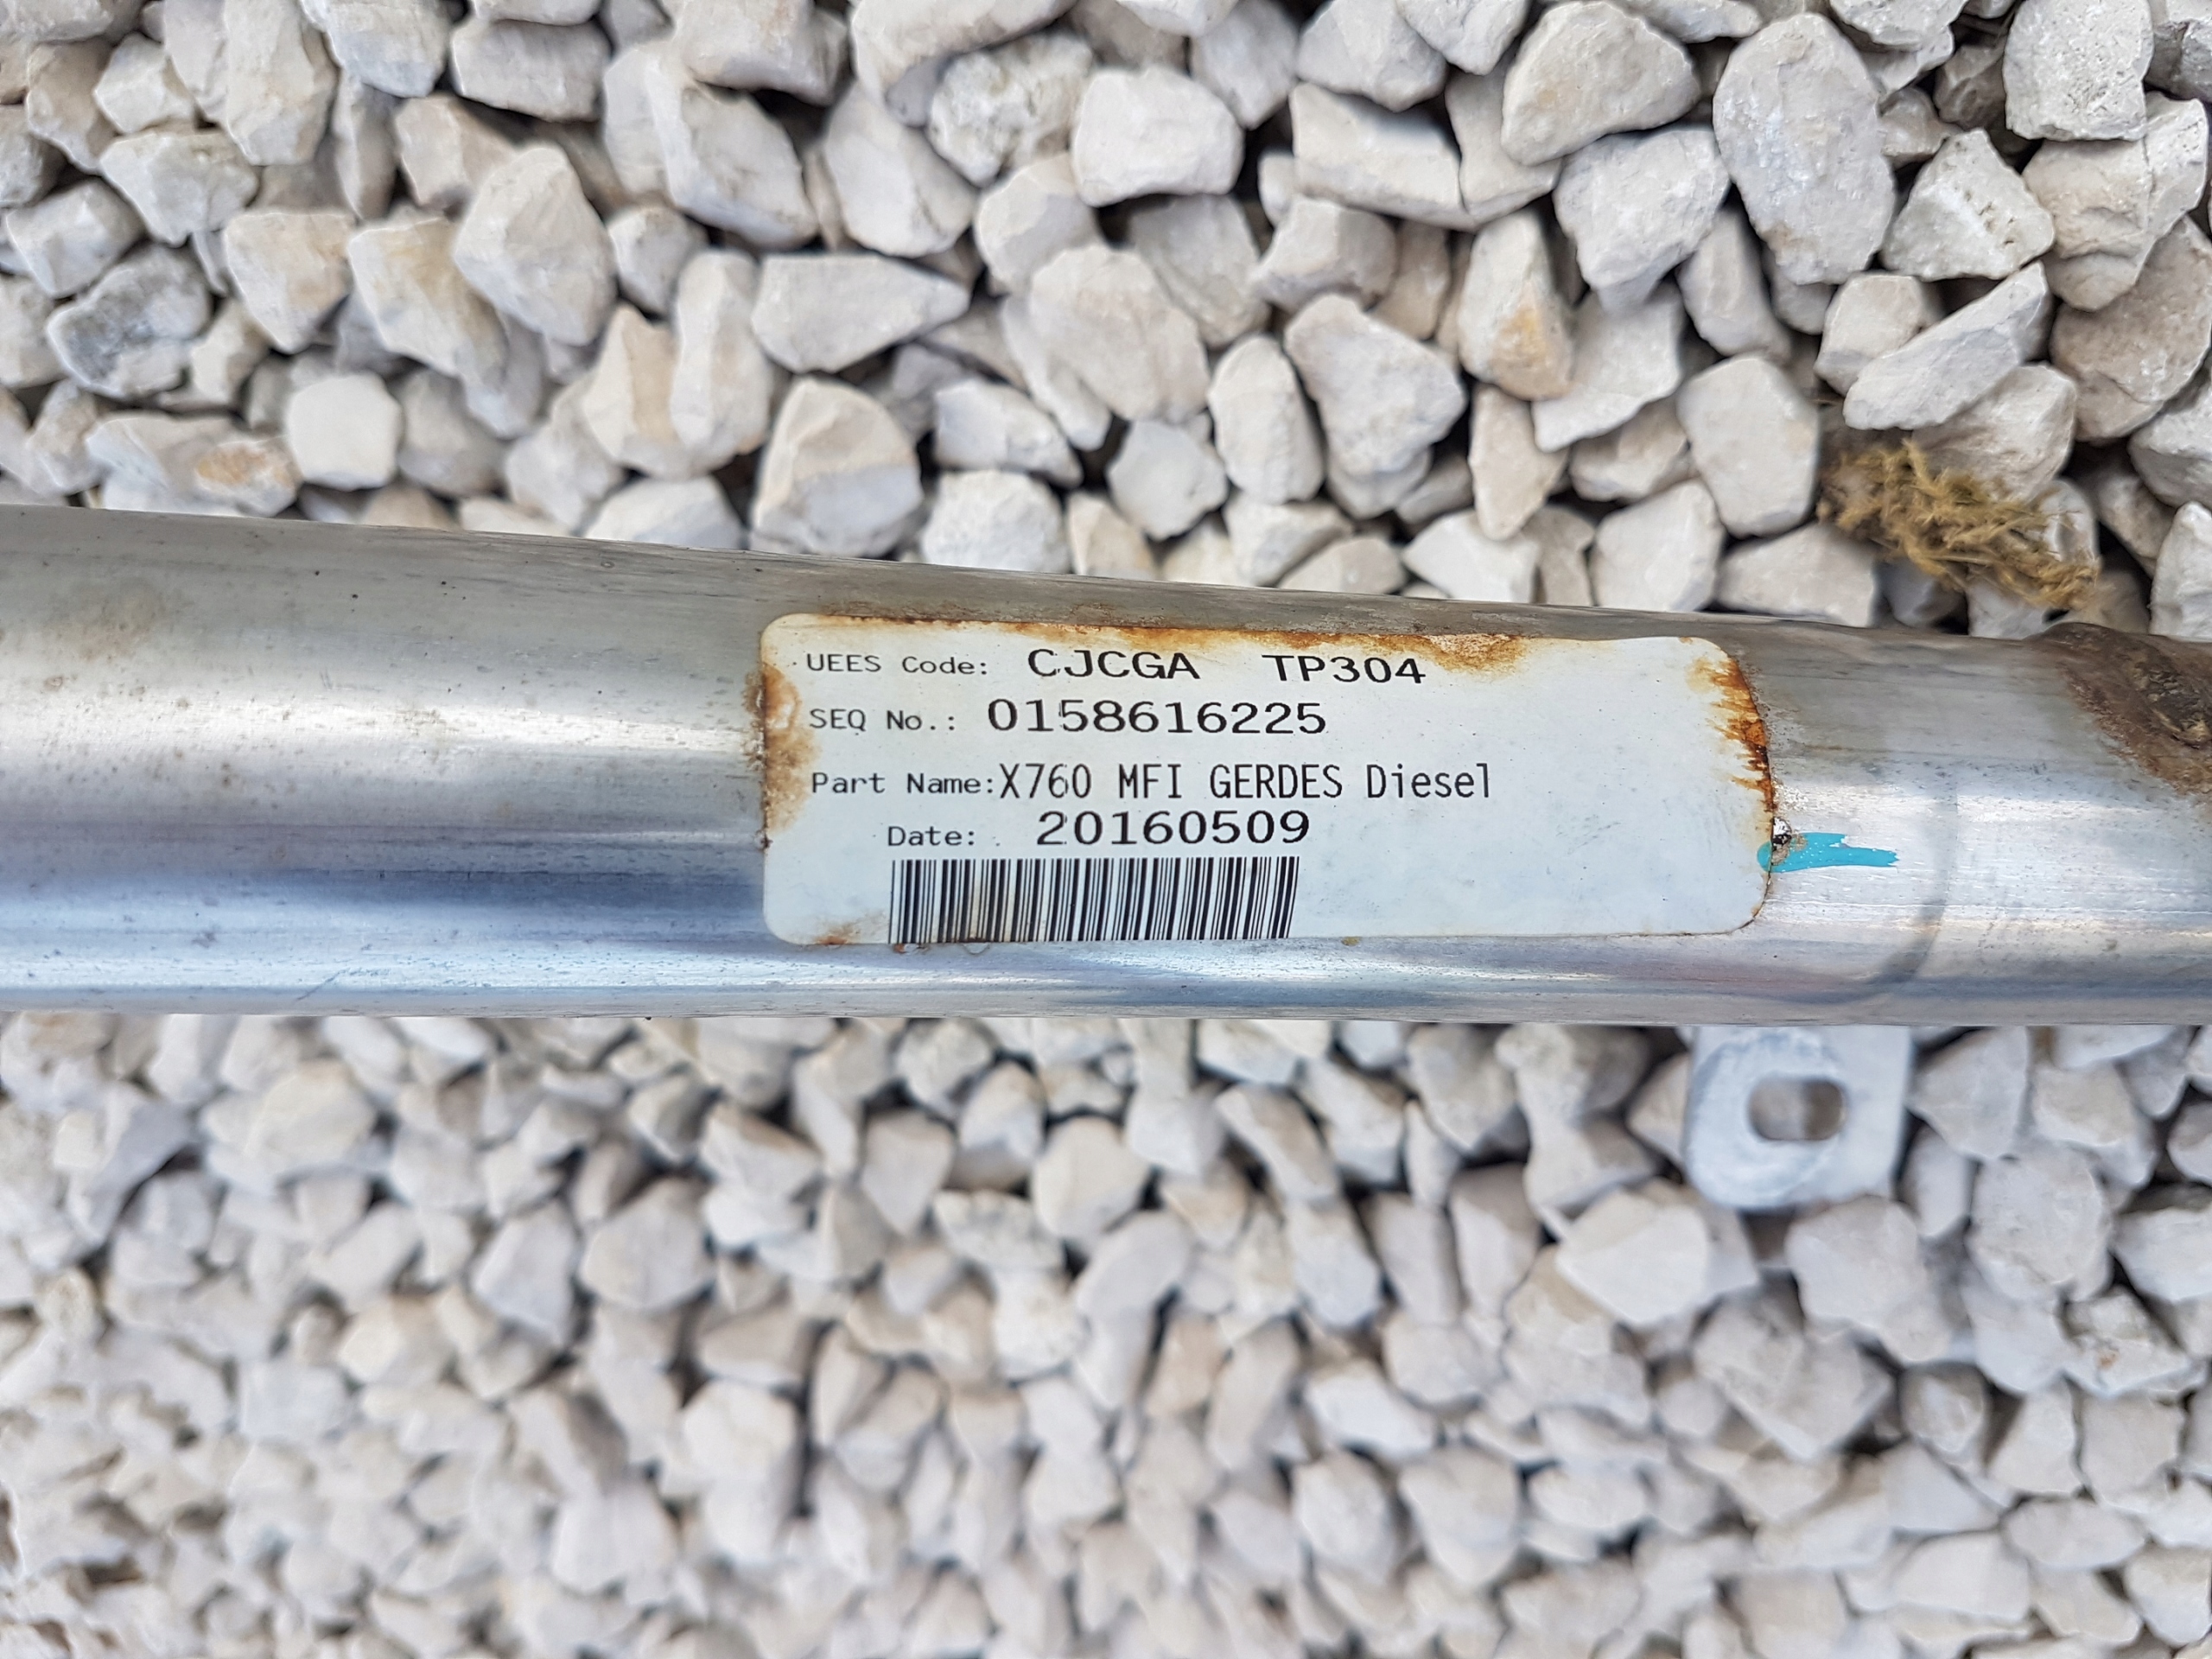 UEES Code: CJCGA TP304
SEQ No.: 0158616225
Part Name:X760 MFI GERDES Diesel
Date: 20160509